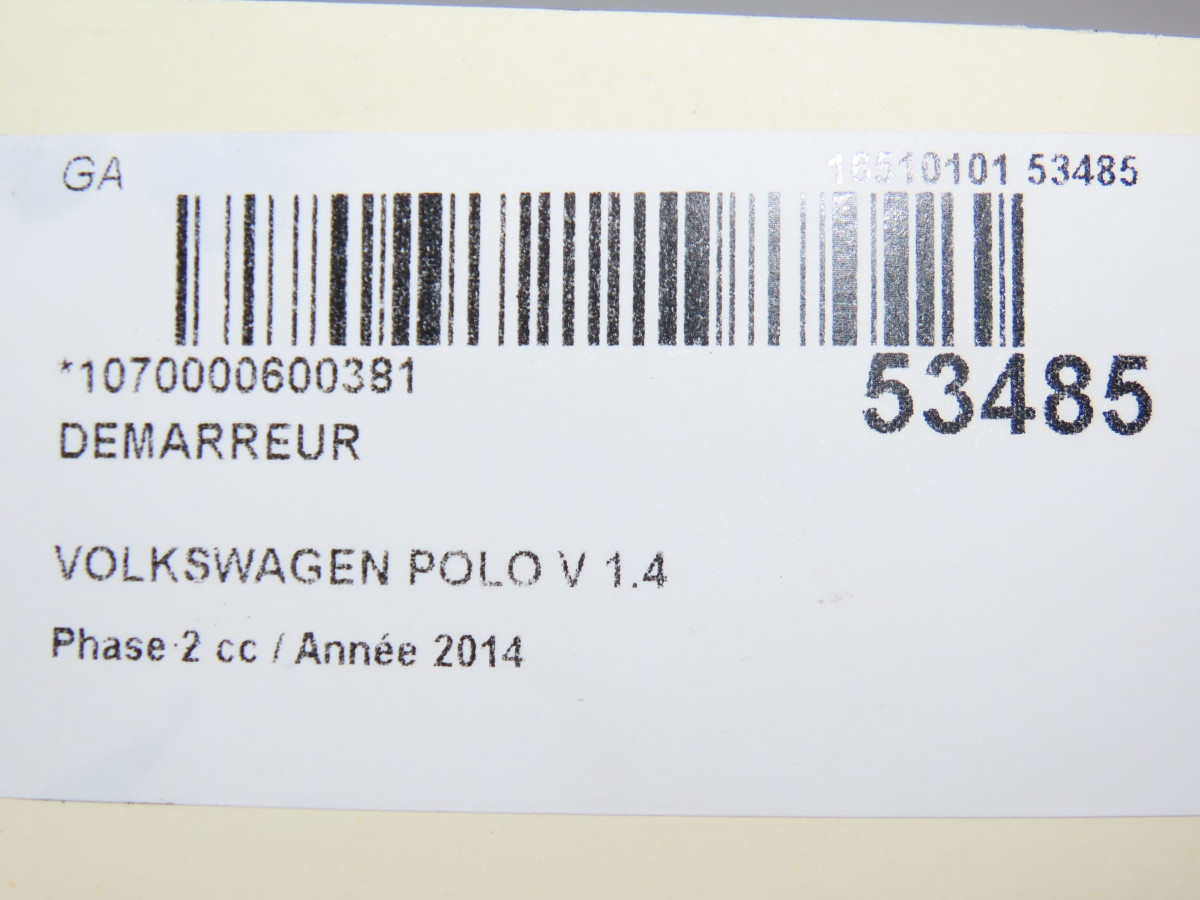 GA 16510101 53485
*1070000600381 53485
DEMARREUR
VOLKSWAGEN POLO V 1.4
Phase 2 cc / Année 2014